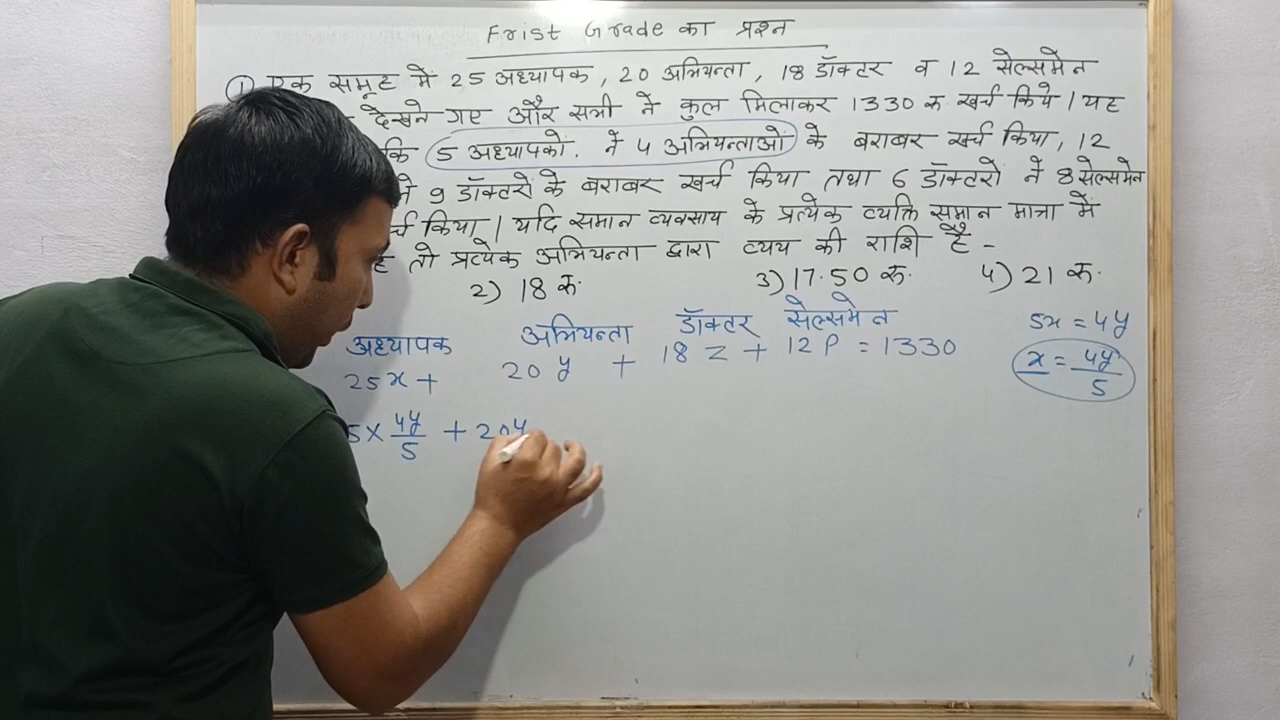 Frist Grade का प्रश्न
① एक समूह में 25 अध्यापक, 20 अभियन्ता, 18 डॉक्टर व 12 सेल्समेन
देखने गए और सभी ने कुल मिलाकर 1330 रु. खर्च किये। यह
कि 5 अध्यापकों. ने 4 अभियन्ताओं के बराबर खर्च किया, 12
ने 9 डॉक्टरों के बराबर खर्च किया तथा 6 डॉक्टरों ने 8 सेल्समेन
किया। यदि समान व्यवसाय के प्रत्येक व्यक्ति समान मात्रा में
तो प्रत्येक अभियन्ता द्वारा व्यय की राशि है -
2) 18 रु. 3) 17.50 रु. 4) 21 रु.
अध्यापक अभियन्ता डॉक्टर सेल्समेन
25x + 20y + 18z + 12P = 1330
5x = 4y
x = 4y/5
5 × 4y/5 + 20y